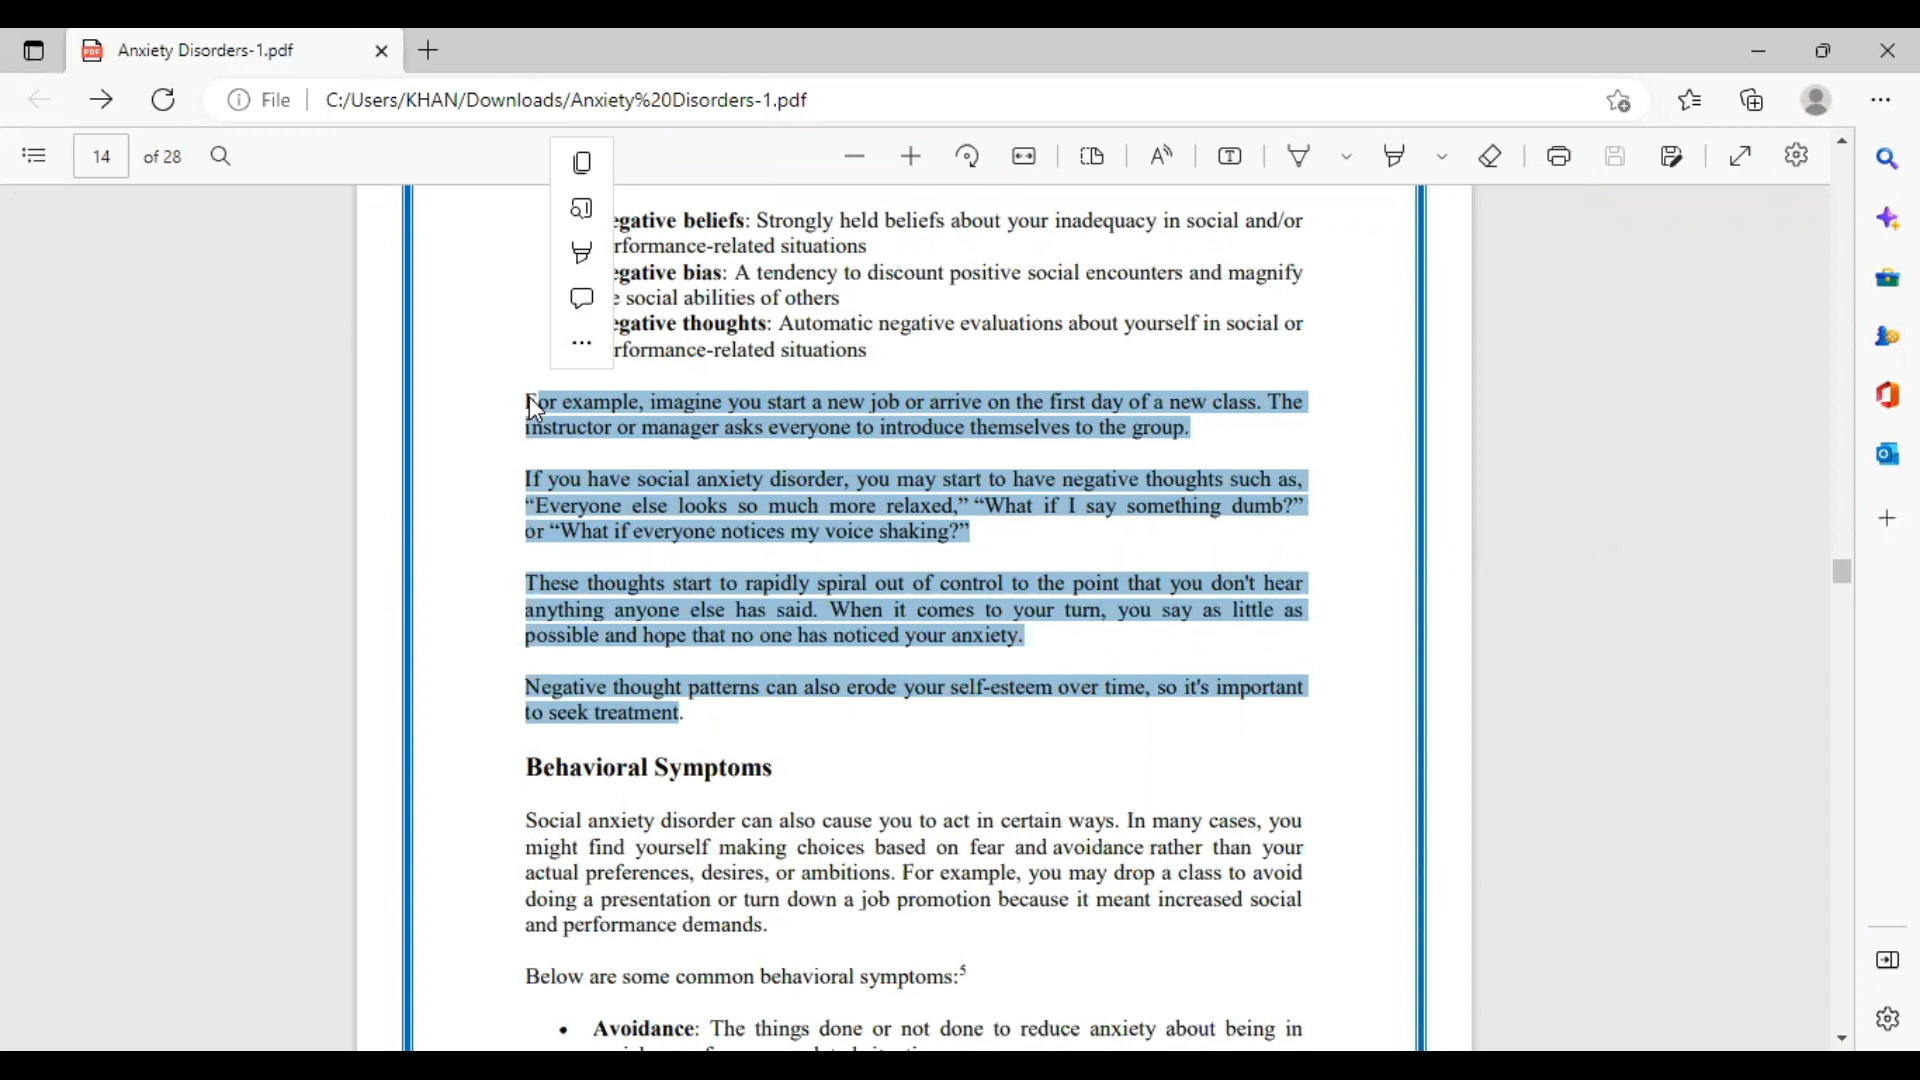 Anxiety Disorders-1.pdf
File
C:/Users/KHAN/Downloads/Anxiety%20Disorders-1.pdf
14 of 28
egative beliefs: Strongly held beliefs about your inadequacy in social and/or
rformance-related situations
egative bias: A tendency to discount positive social encounters and magnify
e social abilities of others
egative thoughts: Automatic negative evaluations about yourself in social or
rformance-related situations
For example, imagine you start a new job or arrive on the first day of a new class. The
instructor or manager asks everyone to introduce themselves to the group.
If you have social anxiety disorder, you may start to have negative thoughts such as,
“Everyone else looks so much more relaxed,” “What if I say something dumb?”
or “What if everyone notices my voice shaking?”
These thoughts start to rapidly spiral out of control to the point that you don't hear
anything anyone else has said. When it comes to your turn, you say as little as
possible and hope that no one has noticed your anxiety.
Negative thought patterns can also erode your self-esteem over time, so it's important
to seek treatment.
Behavioral Symptoms
Social anxiety disorder can also cause you to act in certain ways. In many cases, you
might find yourself making choices based on fear and avoidance rather than your
actual preferences, desires, or ambitions. For example, you may drop a class to avoid
doing a presentation or turn down a job promotion because it meant increased social
and performance demands.
Below are some common behavioral symptoms:5
• Avoidance: The things done or not done to reduce anxiety about being in